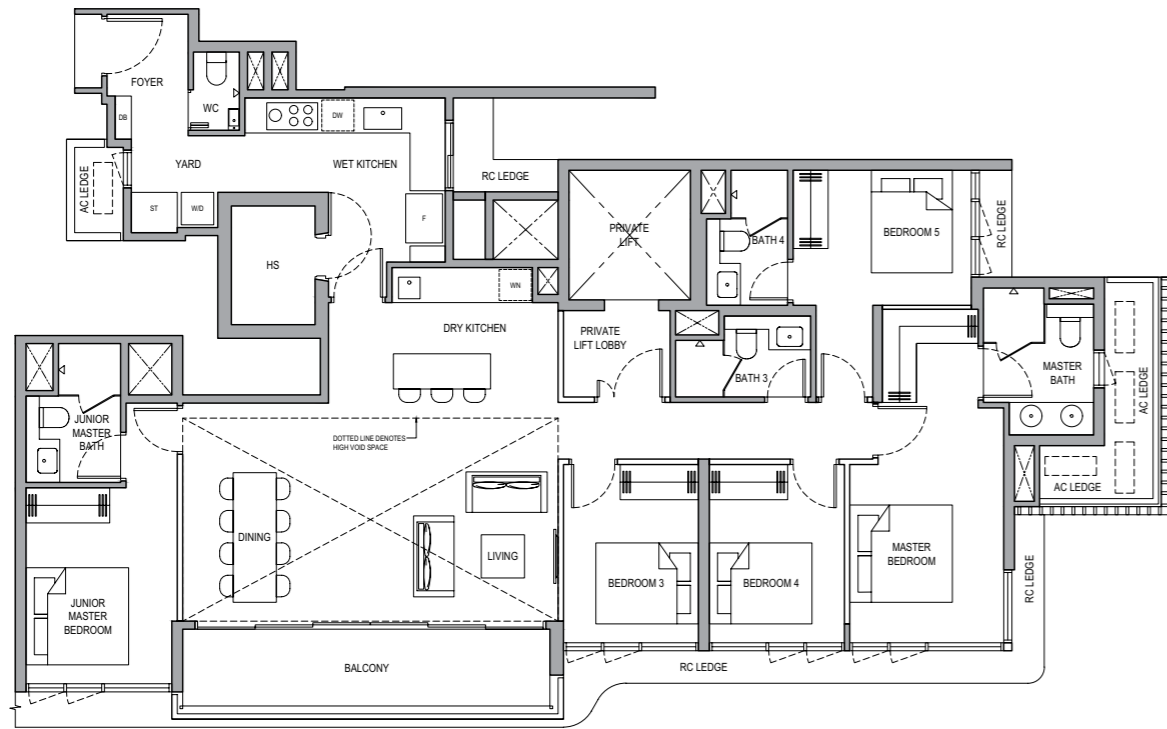 FOYER
WC
DB
DW
YARD
WET KITCHEN
AC LEDGE
RC LEDGE
ST
W/D
F
HS
PRIVATE
LIFT
BATH 4
BEDROOM 5
RC LEDGE
WN
DRY KITCHEN
PRIVATE
LIFT LOBBY
BATH 3
MASTER
BATH
AC LEDGE
AC LEDGE
JUNIOR
MASTER
BATH
DOTTED LINE DENOTES
HIGH VOID SPACE
DINING
LIVING
BEDROOM 3
BEDROOM 4
MASTER
BEDROOM
RC LEDGE
JUNIOR
MASTER
BEDROOM
BALCONY
RC LEDGE